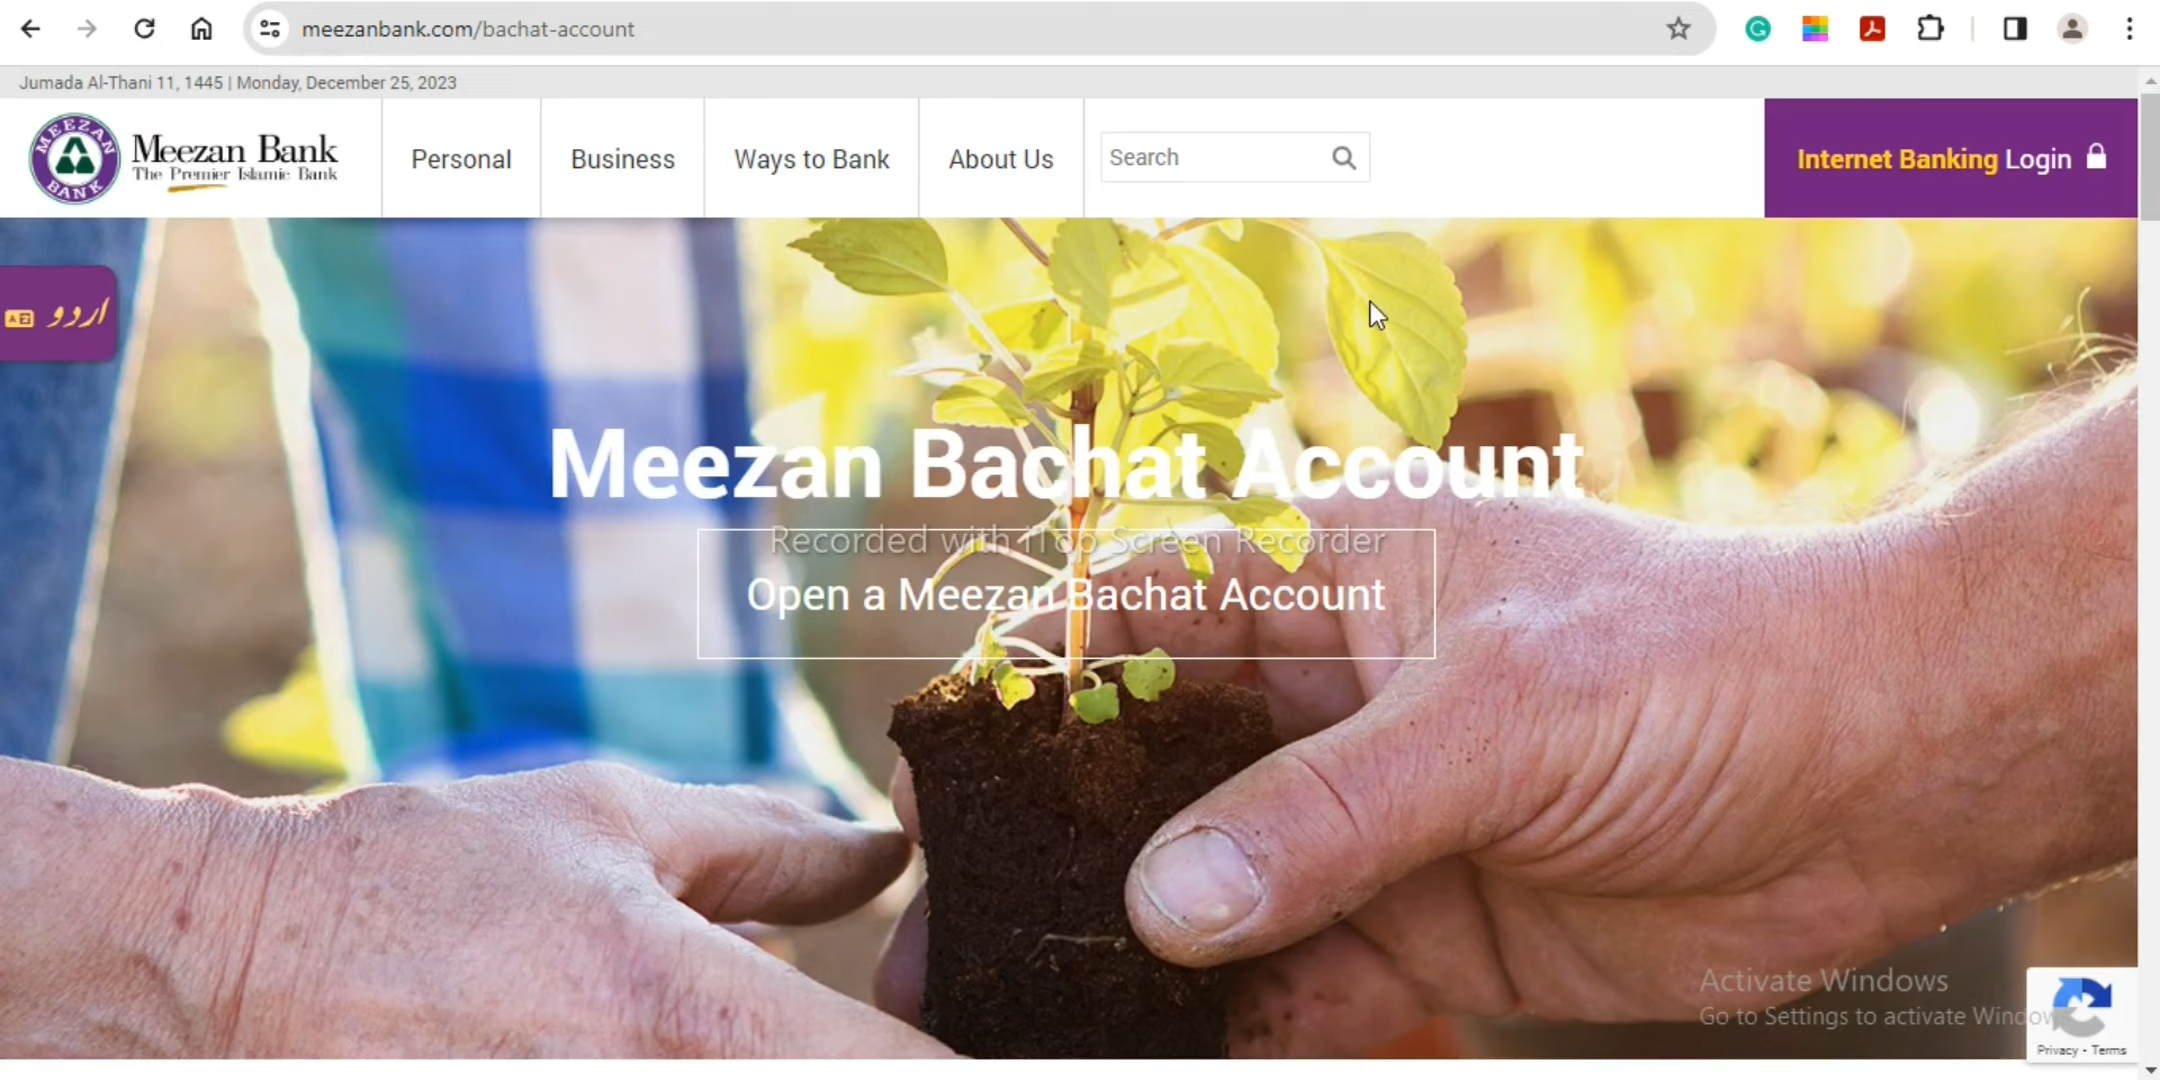 meezanbank.com/bachat-account
Jumada Al-Thani 11, 1445 | Monday, December 25, 2023
MEEZAN BANK
Meezan Bank
The Premier Islamic Bank
Personal
Business
Ways to Bank
About Us
Search
Internet Banking Login
اردو
Meezan Bachat Account
Recorded with iTop Screen Recorder
Open a Meezan Bachat Account
Activate Windows
Go to Settings to activate Windows
Privacy - Terms